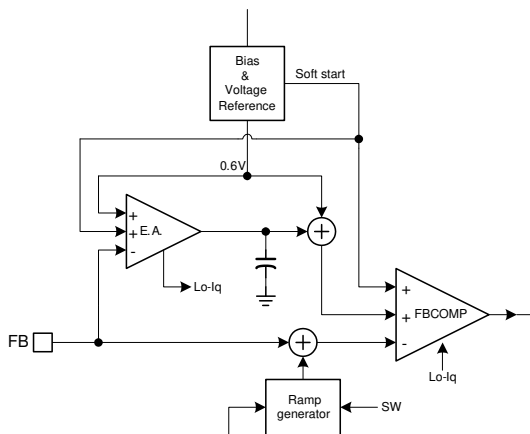 Bias
&
Voltage
Reference
Soft start
0.6V
+
+ E.A.
-
+
Lo-Iq
+
+ FBCOMP
-
FB
+
Lo-Iq
Ramp
generator
SW